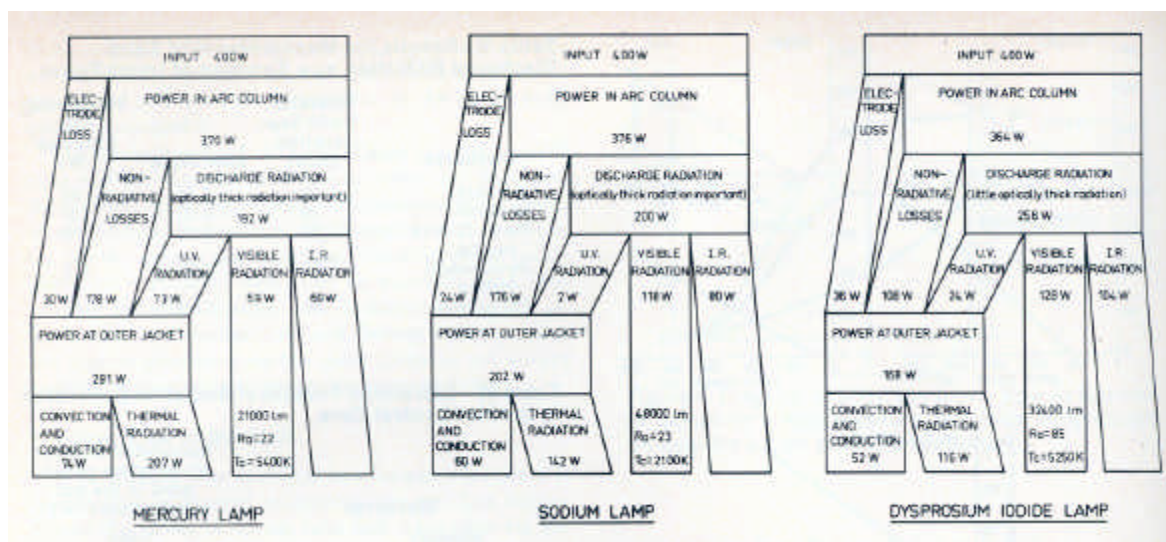 INPUT 400W
ELEC-
TRODE
LOSS
POWER IN ARC COLUMN
370 W
NON-
RADIATIVE
LOSSES
DISCHARGE RADIATION
(optically thick radiation important)
192 W
U.V.
RADIATION
VISIBLE
RADIATION
I.R.
RADIATION
30W
178 W
73 W
59 W
60 W
POWER AT OUTER JACKET
281 W
CONVECTION
AND
CONDUCTION
74W
THERMAL
RADIATION
207 W
21000 lm
Ra=22
Tc=5400K
MERCURY LAMP
INPUT 400W
ELEC-
TRODE
LOSS
POWER IN ARC COLUMN
376 W
NON-
RADIATIVE
LOSSES
DISCHARGE RADIATION
(optically thick radiation important)
200 W
U.V.
RADIATION
VISIBLE
RADIATION
I.R.
RADIATION
24W
176W
2W
118 W
80 W
POWER AT OUTER JACKET
202 W
CONVECTION
AND
CONDUCTION
60 W
THERMAL
RADIATION
142 W
48000 lm
Ra=23
Tc=2100K
SODIUM LAMP
INPUT 400W
ELEC-
TRODE
LOSS
POWER IN ARC COLUMN
364 W
NON-
RADIATIVE
LOSSES
DISCHARGE RADIATION
(little optically thick radiation)
256 W
U.V.
RADIATION
VISIBLE
RADIATION
I.R.
RADIATION
36W
108 W
24 W
128 W
104 W
POWER AT OUTER JACKET
168 W
CONVECTION
AND
CONDUCTION
52 W
THERMAL
RADIATION
116 W
32400 lm
Ra=85
Tc=5250K
DYSPROSIUM IODIDE LAMP